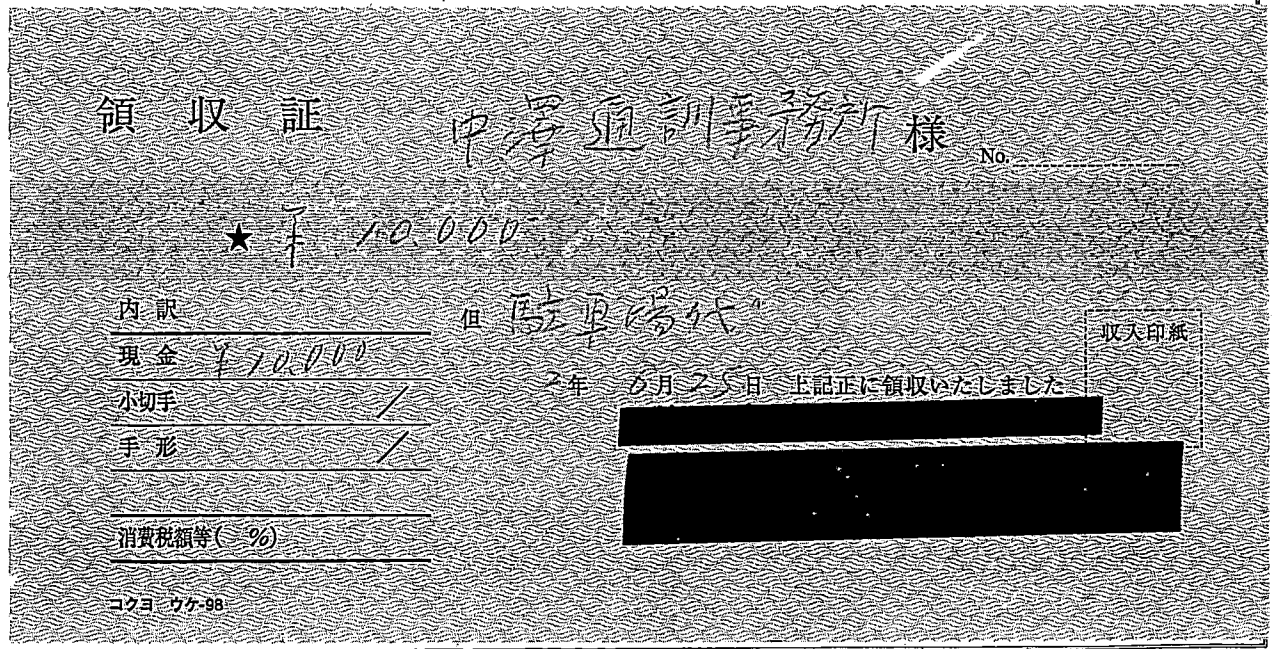 領収証 中澤通訓事務所 様
No.
★ ¥10,000-
内訳
但 駐車場代
収入印紙
現金 ¥10,000
2年 6月25日 上記正に領収いたしました
小切手 /
手形 /
消費税額等( %)
コクヨ ウケ-98